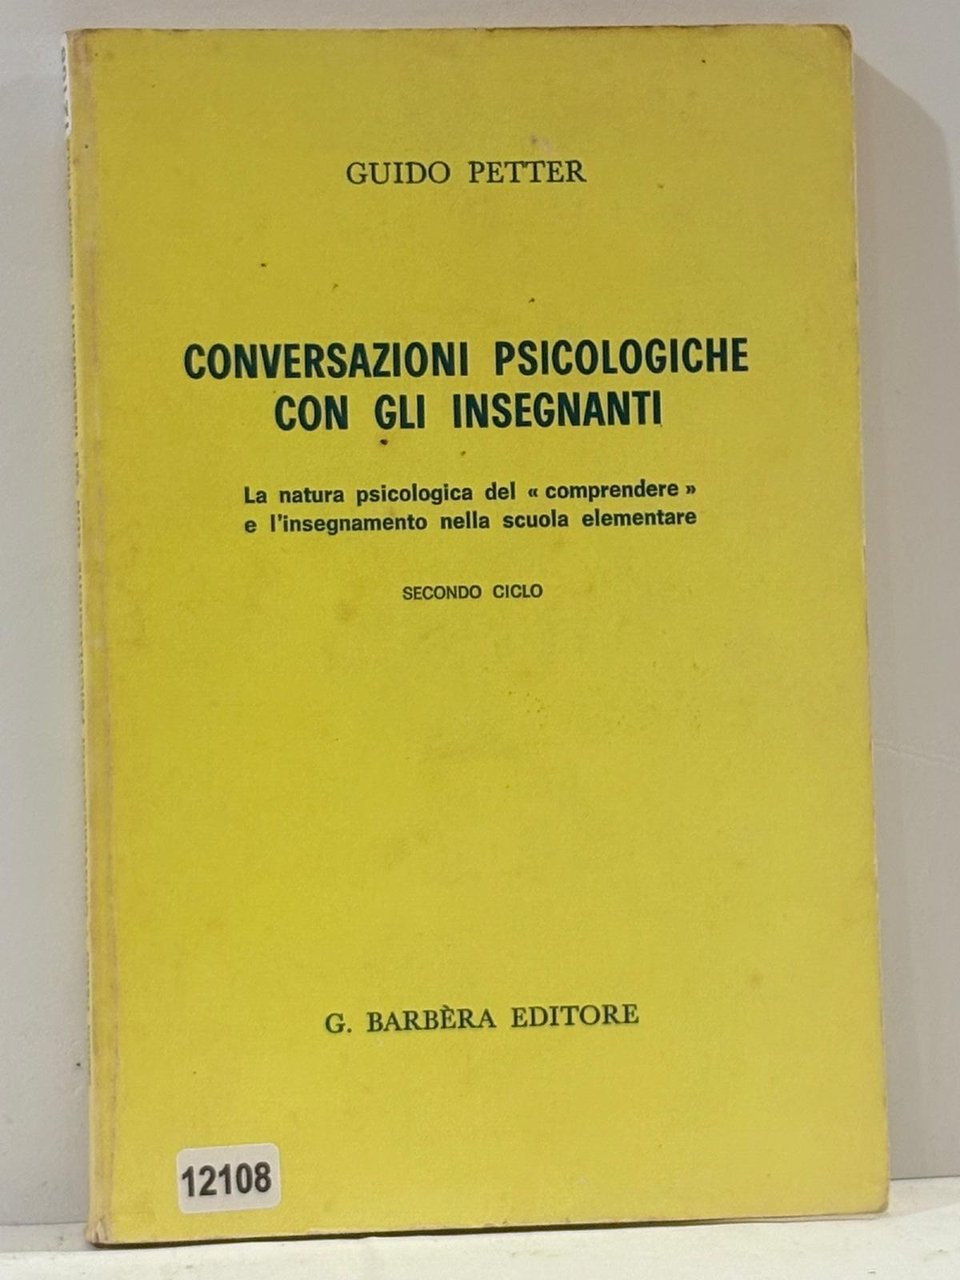 GUIDO PETTER
CONVERSAZIONI PSICOLOGICHE
CON GLI INSEGNANTI
La natura psicologica del « comprendere »
e l'insegnamento nella scuola elementare
SECONDO CICLO
G. BARBÈRA EDITORE
12108